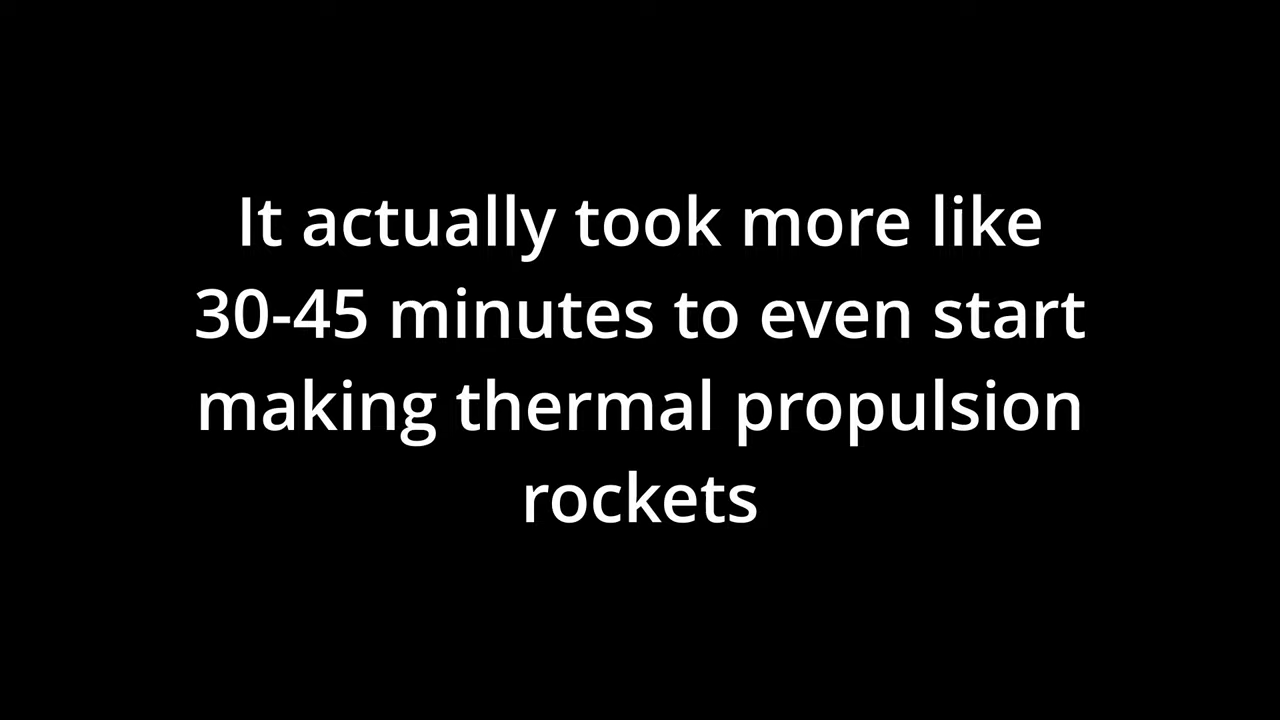 It actually took more like
30-45 minutes to even start
making thermal propulsion
rockets